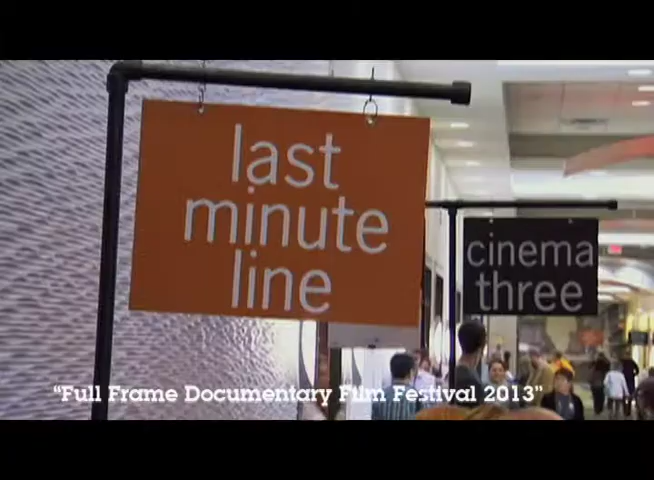 last
minute
line
cinema
three
“Full Frame Documentary Film Festival 2013”